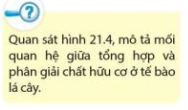 ?
Quan sát hình 21.4, mô tả mối
quan hệ giữa tổng hợp và
phân giải chất hữu cơ ở tế bào
lá cây.